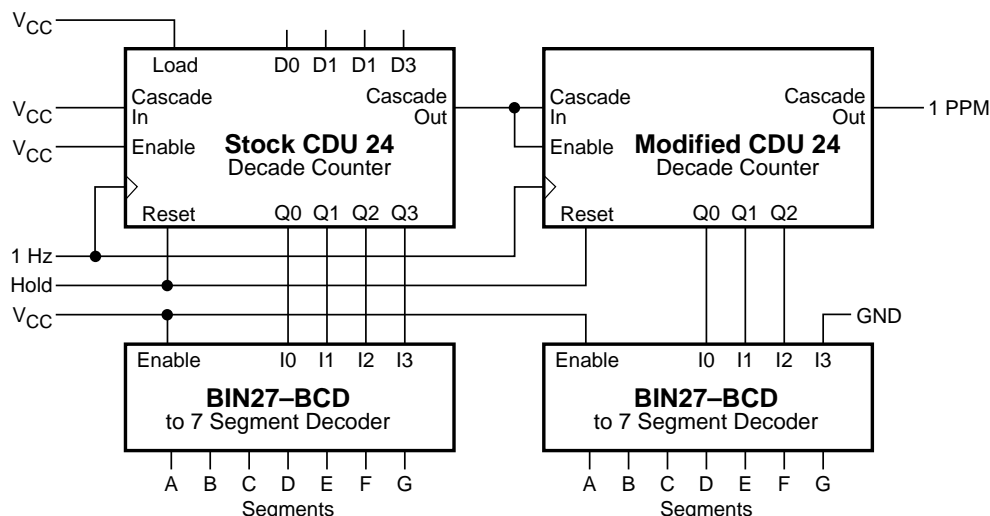 VCC
Load D0 D1 D1 D3
VCC Cascade In
Cascade Out
Cascade In
Cascade Out 1 PPM
Stock CDU 24
Decade Counter
Modified CDU 24
Decade Counter
VCC Enable
Enable
Reset Q0 Q1 Q2 Q3
Reset Q0 Q1 Q2
1 Hz
Hold
VCC
GND
Enable I0 I1 I2 I3
Enable I0 I1 I2 I3
BIN27–BCD
to 7 Segment Decoder
BIN27–BCD
to 7 Segment Decoder
A B C D E F G
Segments
A B C D E F G
Segments